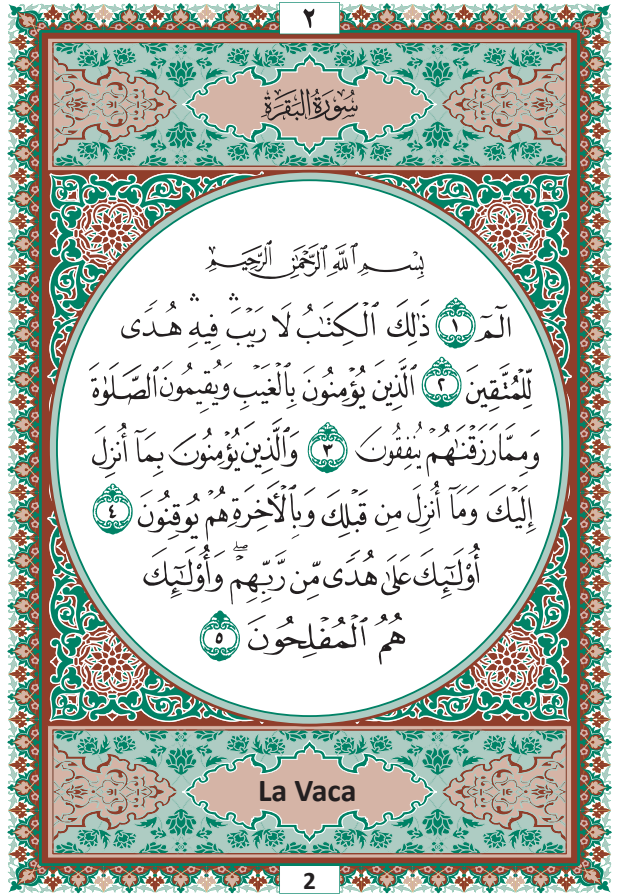 ٢
سُورَةُ البَقَرَةِ
بِسْمِ ٱللَّهِ ٱلرَّحْمَٰنِ ٱلرَّحِيمِ
الٓمٓ ١ ذَٰلِكَ ٱلْكِتَٰبُ لَا رَيْبَ ۛ فِيهِ ۛ هُدًى
لِّلْمُتَّقِينَ ٢ ٱلَّذِينَ يُؤْمِنُونَ بِٱلْغَيْبِ وَيُقِيمُونَ ٱلصَّلَوٰةَ
وَمِمَّا رَزَقْنَٰهُمْ يُنفِقُونَ ٣ وَٱلَّذِينَ يُؤْمِنُونَ بِمَآ أُنزِلَ
إِلَيْكَ وَمَآ أُنزِلَ مِن قَبْلِكَ وَبِٱلْأَخِرَةِ هُمْ يُوقِنُونَ ٤
أُو۟لَٰٓئِكَ عَلَىٰ هُدًى مِّن رَّبِّهِمْ ۖ وَأُو۟لَٰٓئِكَ
هُمُ ٱلْمُفْلِحُونَ ٥
La Vaca
2